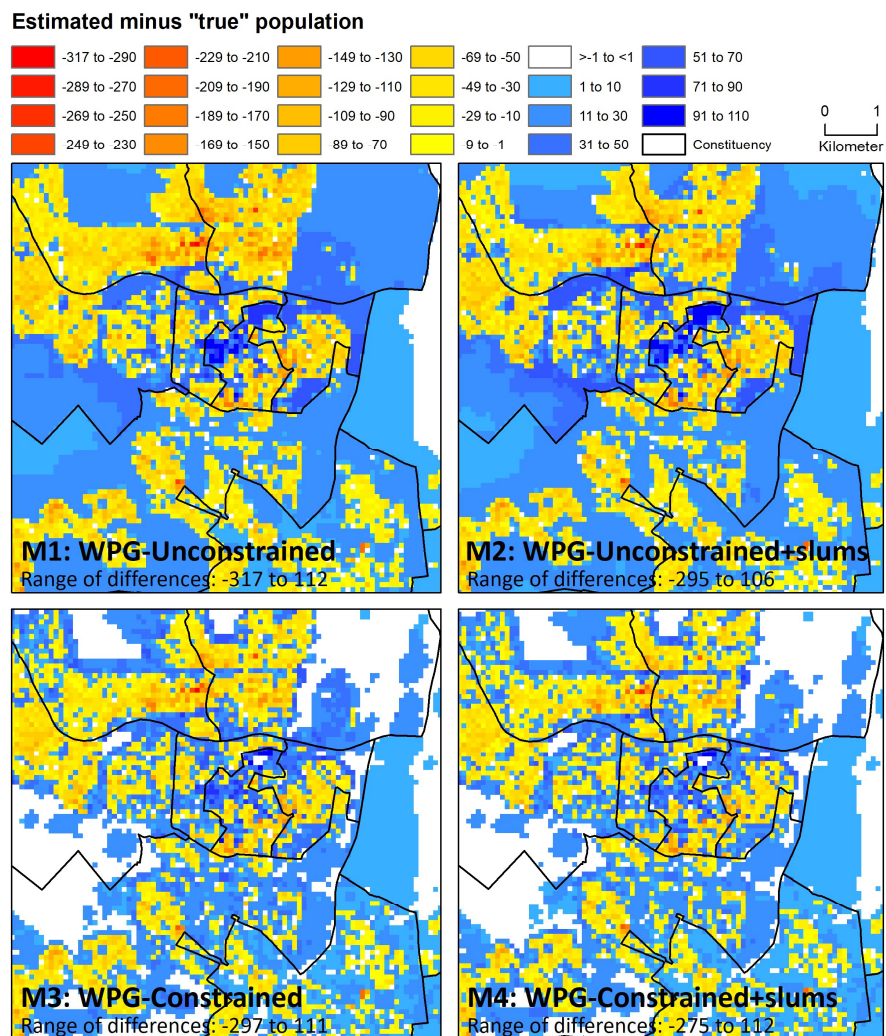 Estimated minus "true" population
-317 to -290 -229 to -210 -149 to -130 -69 to -50 >-1 to <1 51 to 70
-289 to -270 -209 to -190 -129 to -110 -49 to -30 1 to 10 71 to 90
-269 to -250 -189 to -170 -109 to -90 -29 to -10 11 to 30 91 to 110
249 to 230 169 to 150 89 to 70 9 to 1 31 to 50 Constituency
0 1
Kilometer
M1: WPG-Unconstrained
Range of differences: -317 to 112
M2: WPG-Unconstrained+slums
Range of differences: -295 to 106
M3: WPG-Constrained
Range of differences: -297 to 111
M4: WPG-Constrained+slums
Range of differences: -275 to 112